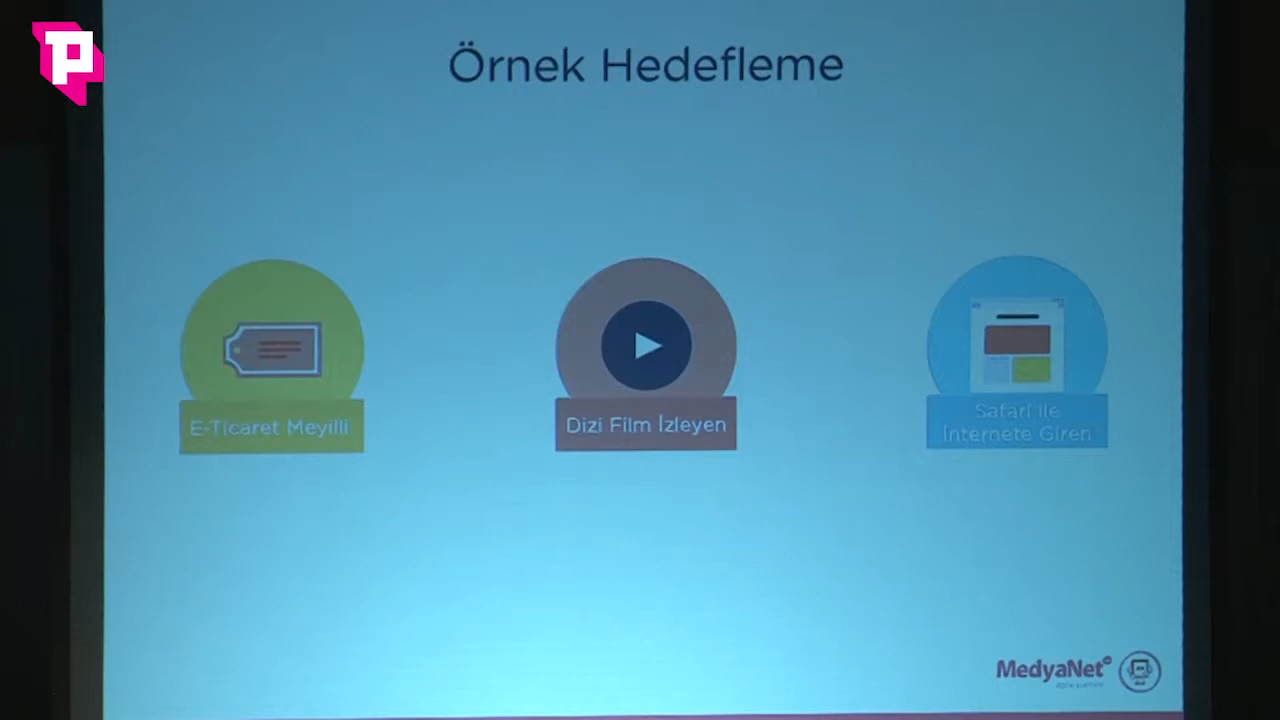 Örnek Hedefleme
E-Ticaret Meyilli
Dizi Film İzleyen
Safari ile
İnternete Giren
MedyaNet